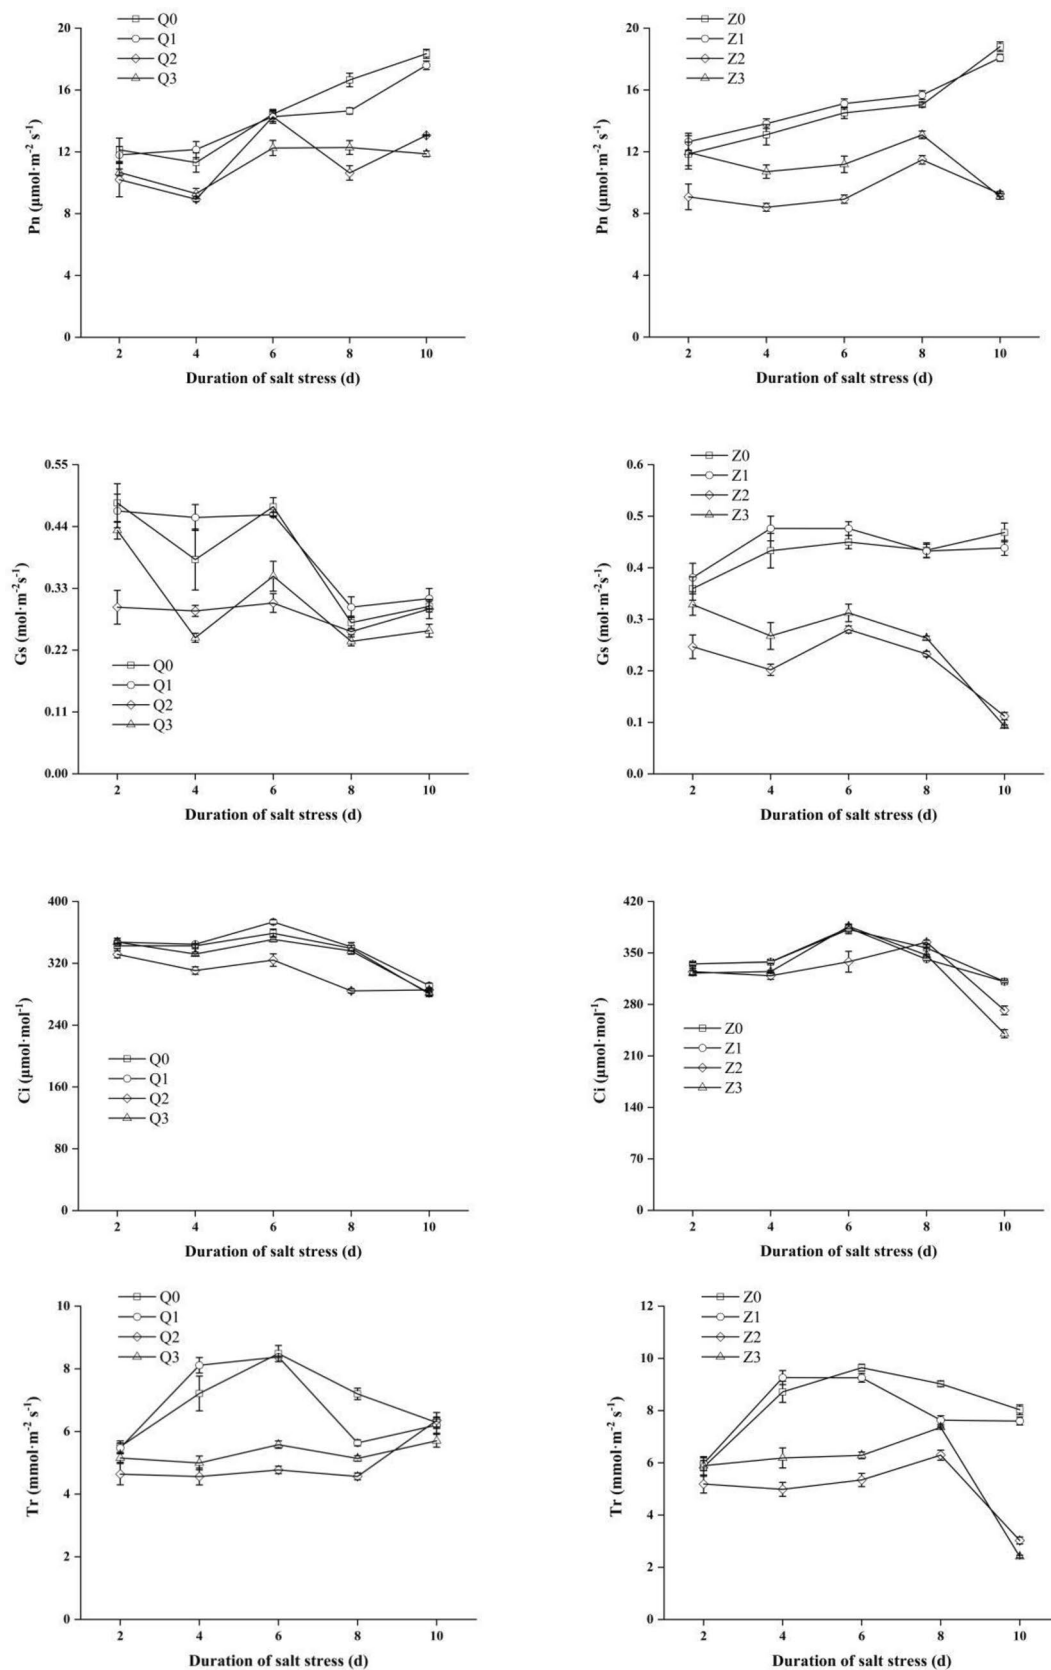 Q0
Q1
Q2
Q3
20
16
12
8
4
0
Pn (μmol·m⁻² s⁻¹)
2 4 6 8 10
Duration of salt stress (d)
Z0
Z1
Z2
Z3
20
16
12
8
4
0
Pn (μmol·m⁻² s⁻¹)
2 4 6 8 10
Duration of salt stress (d)
0.55
0.44
0.33
0.22
0.11
0.00
Gs (mol·m⁻²s⁻¹)
Q0
Q1
Q2
Q3
2 4 6 8 10
Duration of salt stress (d)
Z0
Z1
Z2
Z3
0.6
0.5
0.4
0.3
0.2
0.1
0.0
Gs (mol·m⁻²s⁻¹)
2 4 6 8 10
Duration of salt stress (d)
400
320
240
160
80
0
Ci (μmol·mol⁻¹)
Q0
Q1
Q2
Q3
2 4 6 8 10
Duration of salt stress (d)
420
350
280
210
140
70
0
Ci (μmol·mol⁻¹)
Z0
Z1
Z2
Z3
2 4 6 8 10
Duration of salt stress (d)
Q0
Q1
Q2
Q3
10
8
6
4
2
0
Tr (mmol·m⁻² s⁻¹)
2 4 6 8 10
Duration of salt stress (d)
Z0
Z1
Z2
Z3
12
10
8
6
4
2
0
Tr (mmol·m⁻² s⁻¹)
2 4 6 8 10
Duration of salt stress (d)